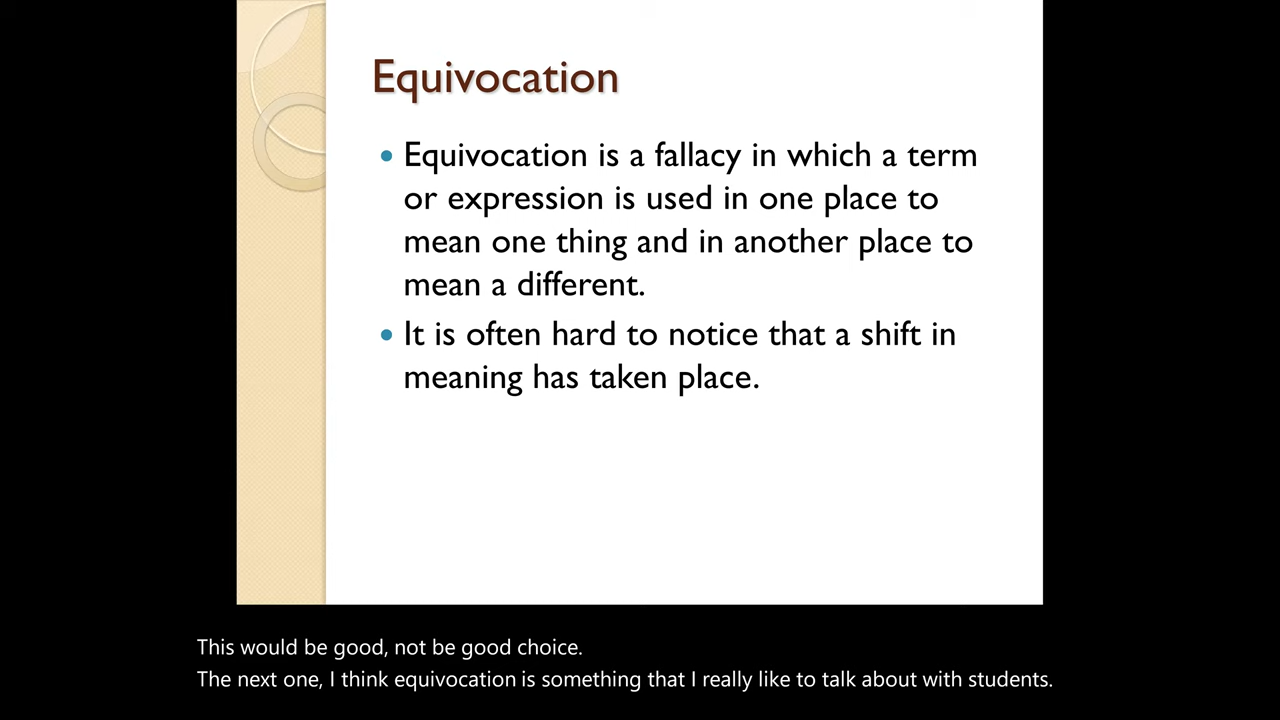 Equivocation
• Equivocation is a fallacy in which a term
or expression is used in one place to
mean one thing and in another place to
mean a different.
• It is often hard to notice that a shift in
meaning has taken place.
This would be good, not be good choice.
The next one, I think equivocation is something that I really like to talk about with students.